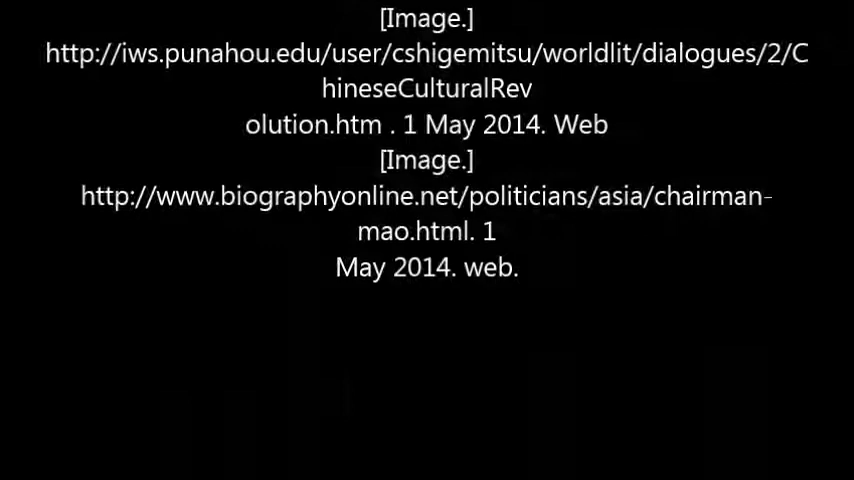 [Image.]
http://iws.punahou.edu/user/cshigemitsu/worldlit/dialogues/2/C
hineseCulturalRev
olution.htm . 1 May 2014. Web
[Image.]
http://www.biographyonline.net/politicians/asia/chairman-
mao.html. 1
May 2014. web.